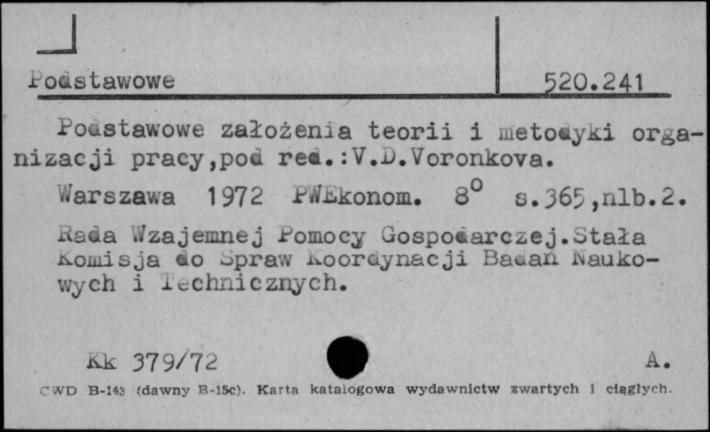 Podstawowe 520.241
Podstawowe założenia teorii i metodyki orga-
nizacji pracy,pod red.:V.D.Voronkova.
Warszawa 1972 PWEkonom. 8° s.365,nlb.2.
Rada Wzajemnej Pomocy Gospodarczej.Stała
Komisja do Spraw Koordynacji Badań Nauko-
wych i Technicznych.
Kk 379/72 A.
CWD B-143 (dawny B-15c). Karta katalogowa wydawnictw zwartych i ciągłych.